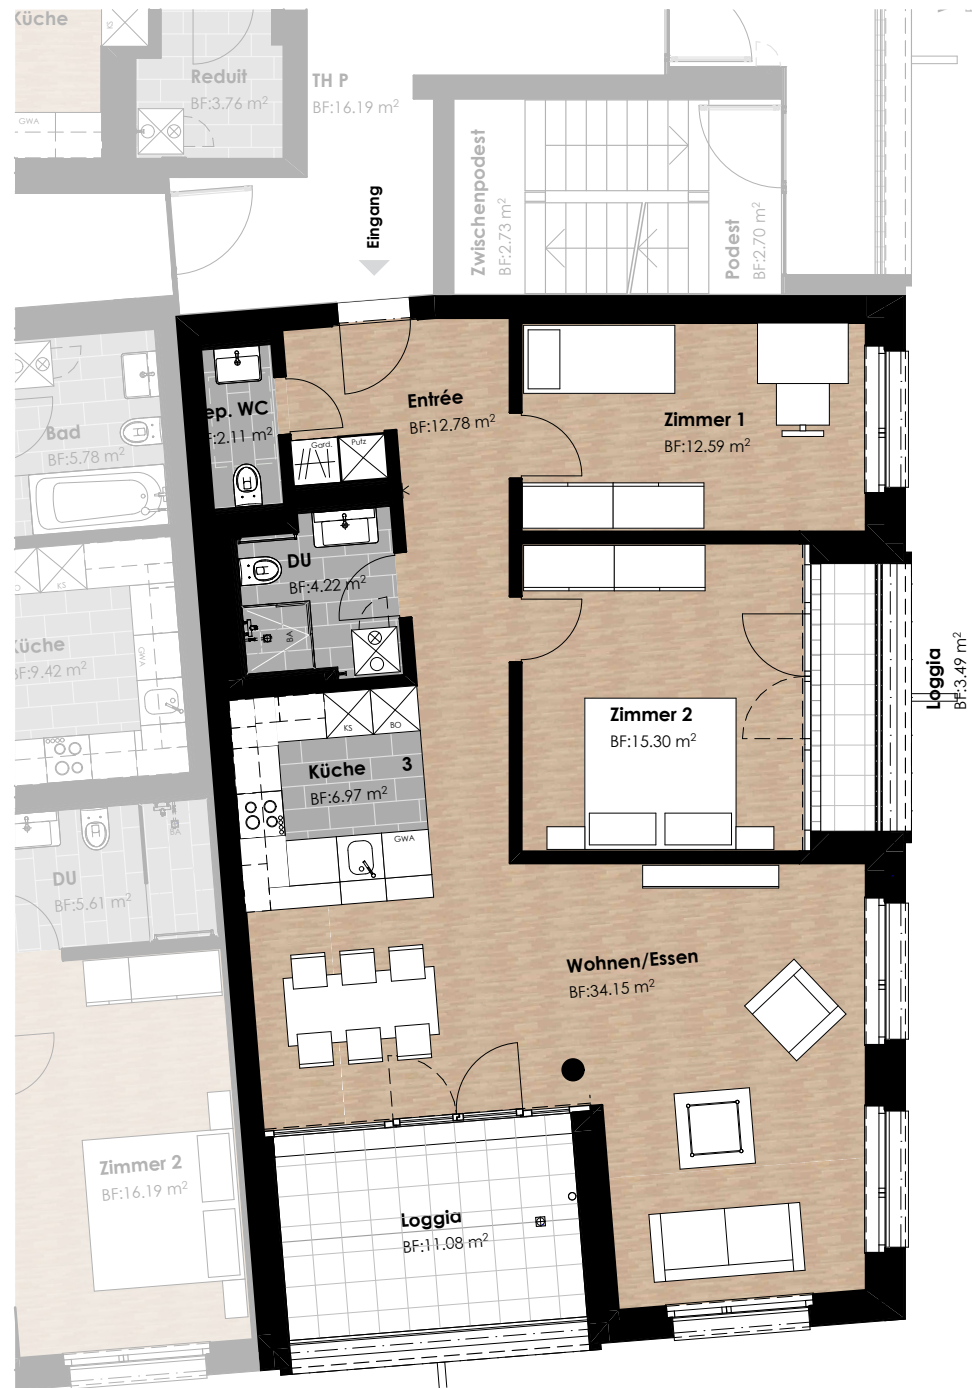 Küche
KS
GWA
Reduit
BF:3.76 m²
TH P
BF:16.19 m²
Eingang
Zwischenpodest
BF:2.73 m²
Podest
BF:2.70 m²
ep. WC
F:2.11 m²
Entrée
BF:12.78 m²
Gard.
Putz
Zimmer 1
BF:12.59 m²
Bad
BF:5.78 m²
DU
BF:4.22 m²
BA
KS
Küche
BF:9.42 m²
GWA
Zimmer 2
BF:15.30 m²
Loggia
BF:3.49 m²
KS
BO
Küche 3
BF:6.97 m²
GWA
DU
BF:5.61 m²
BA
Wohnen/Essen
BF:34.15 m²
Zimmer 2
BF:16.19 m²
Loggia
BF:11.08 m²